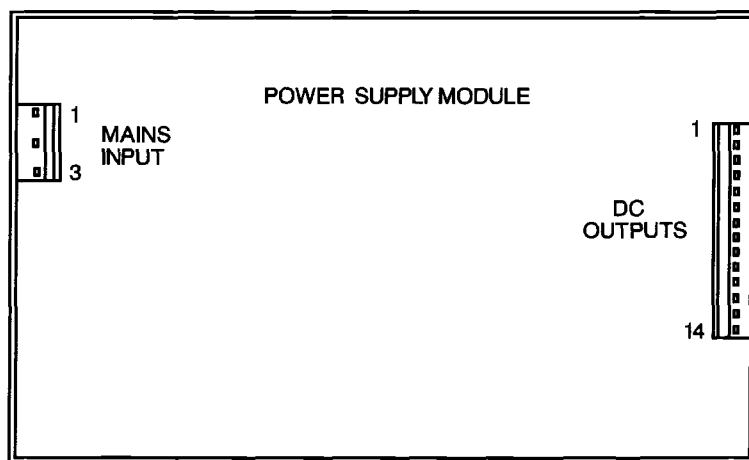 POWER SUPPLY MODULE
1
MAINS
INPUT
3
1
DC
OUTPUTS
14